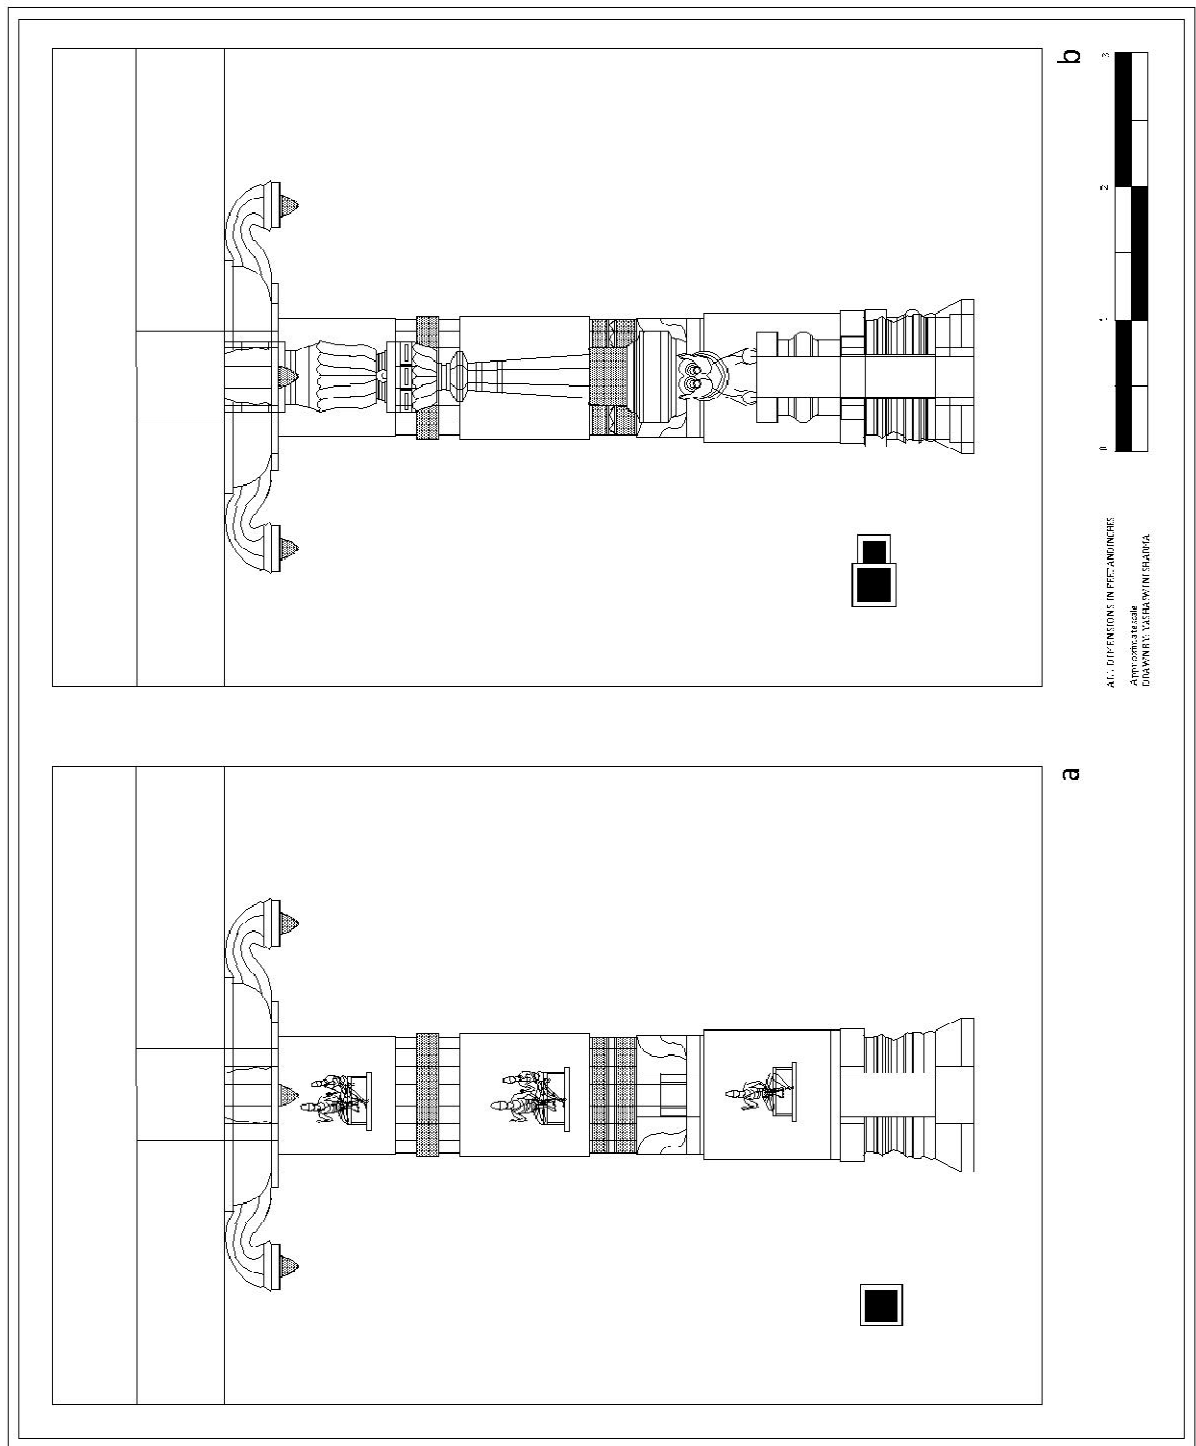 a
b
0 1 2 3
ALL DIMENSIONS IN FEET AND INCHES
Approximate scale
DRAWN BY: YASHASWINI SHARMA